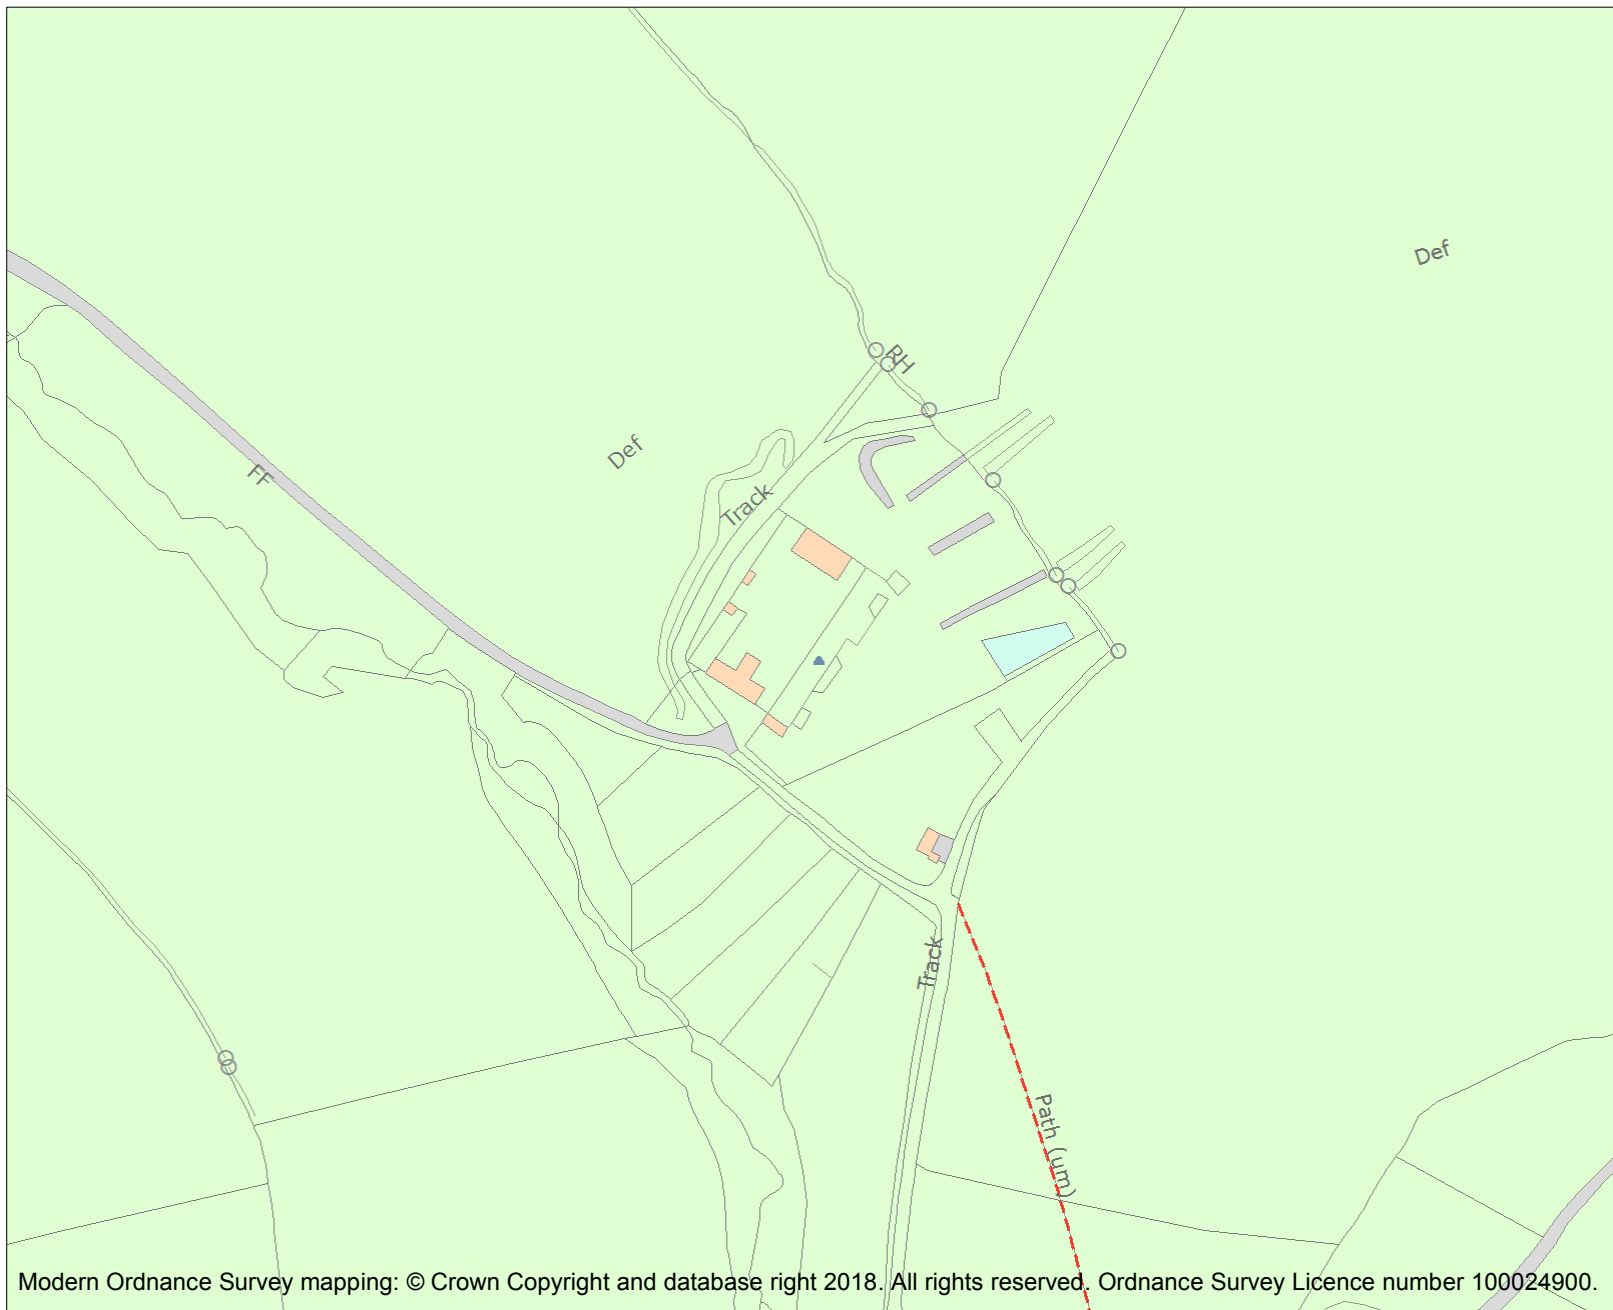 Def
RH
Def
FF
Track
Track
Path (um)
Modern Ordnance Survey mapping: © Crown Copyright and database right 2018. All rights reserved. Ordnance Survey Licence number 100024900.